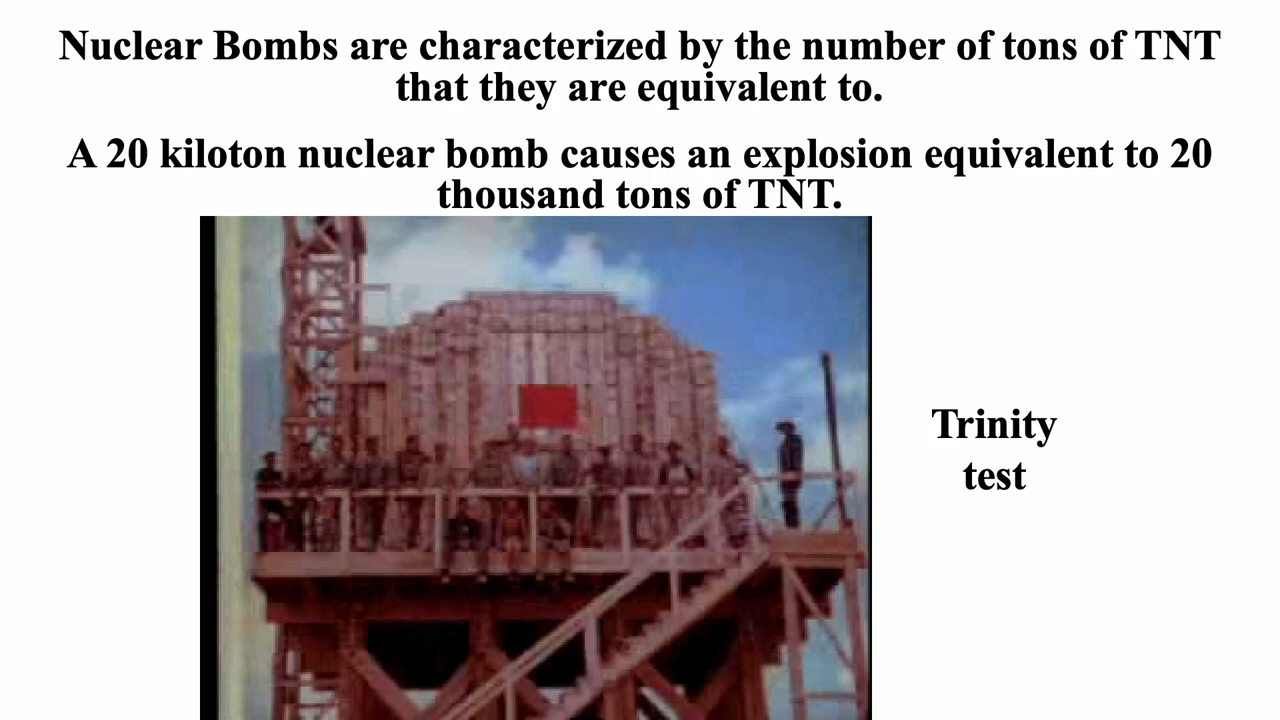 Nuclear Bombs are characterized by the number of tons of TNT
that they are equivalent to.
A 20 kiloton nuclear bomb causes an explosion equivalent to 20
thousand tons of TNT.
Trinity
test